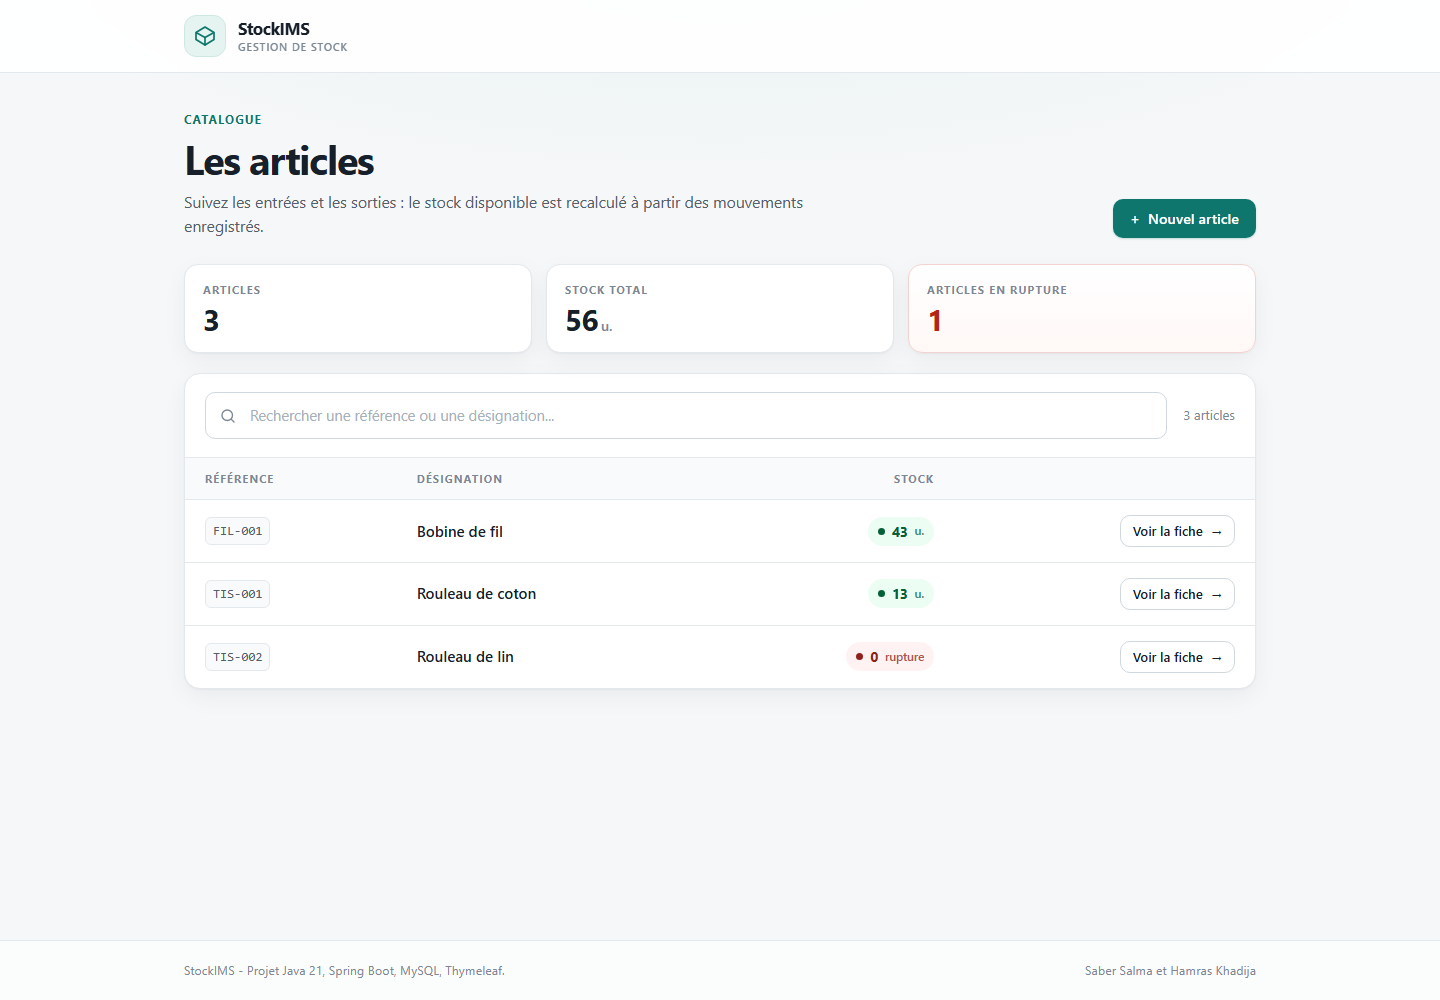 StockIMS
GESTION DE STOCK
CATALOGUE
Les articles
Suivez les entrées et les sorties : le stock disponible est recalculé à partir des mouvements
enregistrés.
+ Nouvel article
ARTICLES
3
STOCK TOTAL
56 u.
ARTICLES EN RUPTURE
1
Rechercher une référence ou une désignation...
3 articles
RÉFÉRENCE DÉSIGNATION STOCK
FIL-001 Bobine de fil 43 u. Voir la fiche →
TIS-001 Rouleau de coton 13 u. Voir la fiche →
TIS-002 Rouleau de lin 0 rupture Voir la fiche →
StockIMS - Projet Java 21, Spring Boot, MySQL, Thymeleaf.
Saber Salma et Hamras Khadija